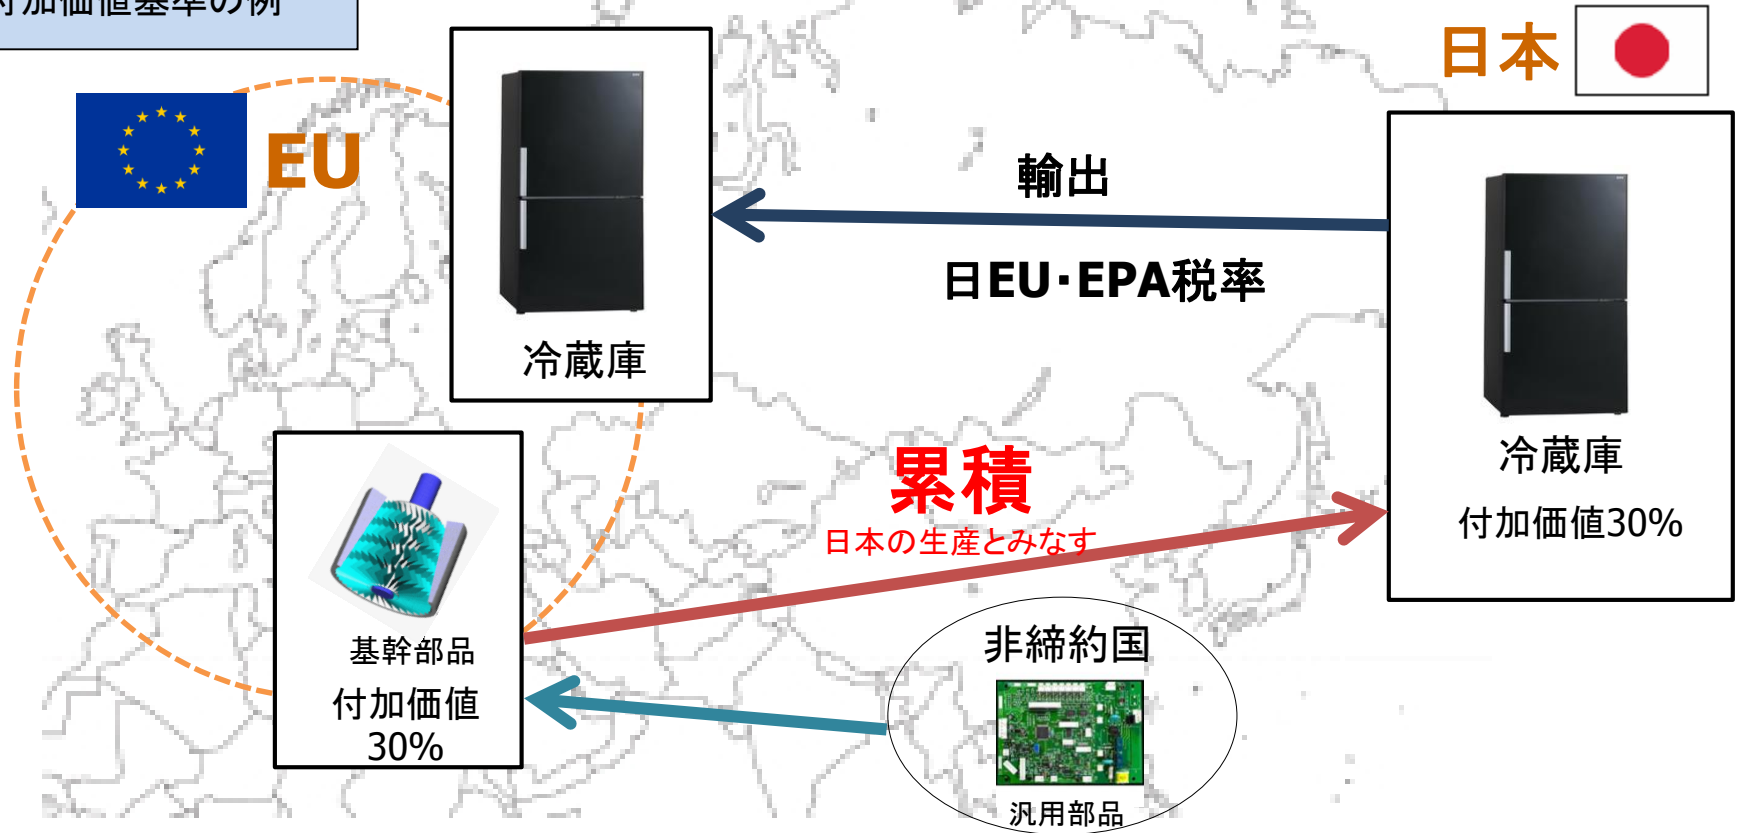 付加価値基準の例
日本
EU
輸出
日EU・EPA税率
冷蔵庫
冷蔵庫
付加価値30%
累積
日本の生産とみなす
基幹部品
付加価値
30%
非締約国
汎用部品